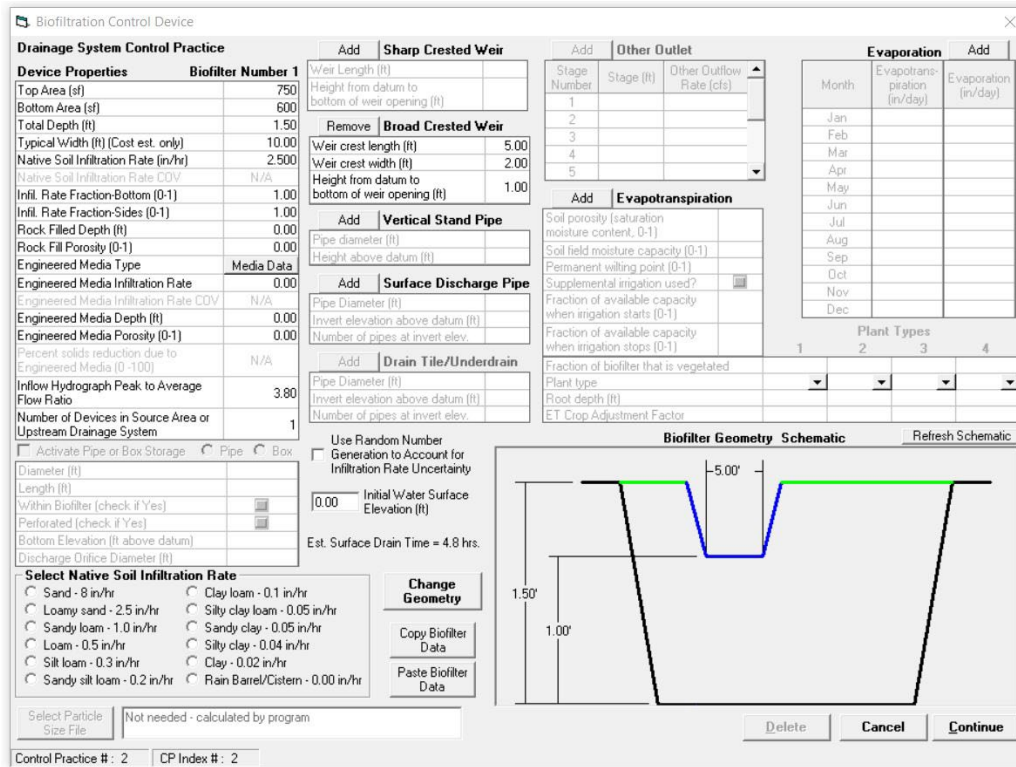 Biofiltration Control Device
Drainage System Control Practice
Device Properties Biofilter Number 1
Top Area (sf) 750
Bottom Area (sf) 600
Total Depth (ft) 1.50
Typical Width (ft) (Cost est. only) 10.00
Native Soil Infiltration Rate (in/hr) 2.500
Native Soil Infiltration Rate COV N/A
Infil. Rate Fraction-Bottom (0-1) 1.00
Infil. Rate Fraction-Sides (0-1) 1.00
Rock Filled Depth (ft) 0.00
Rock Fill Porosity (0-1) 0.00
Engineered Media Type Media Data
Engineered Media Infiltration Rate 0.00
Engineered Media Infiltration Rate COV N/A
Engineered Media Depth (ft) 0.00
Engineered Media Porosity (0-1) 0.00
Percent solids reduction due to
Engineered Media (0 -100) N/A
Inflow Hydrograph Peak to Average
Flow Ratio 3.80
Number of Devices in Source Area or
Upstream Drainage System 1
Activate Pipe or Box Storage Pipe Box
Diameter (ft)
Length (ft)
Within Biofilter (check if Yes)
Perforated (check if Yes)
Bottom Elevation (ft above datum)
Discharge Orifice Diameter (ft)
Select Native Soil Infiltration Rate
Sand - 8 in/hr
Loamy sand - 2.5 in/hr
Sandy loam - 1.0 in/hr
Loam - 0.5 in/hr
Silt loam - 0.3 in/hr
Sandy silt loam - 0.2 in/hr
Clay loam - 0.1 in/hr
Silty clay loam - 0.05 in/hr
Sandy clay - 0.05 in/hr
Silty clay - 0.04 in/hr
Clay - 0.02 in/hr
Rain Barrel/Cistern - 0.00 in/hr
Select Particle
Size File
Not needed - calculated by program
Control Practice # : 2 CP Index # : 2
Add Sharp Crested Weir
Weir Length (ft)
Height from datum to
bottom of weir opening (ft)
Remove Broad Crested Weir
Weir crest length (ft) 5.00
Weir crest width (ft) 2.00
Height from datum to
bottom of weir opening (ft) 1.00
Add Vertical Stand Pipe
Pipe diameter (ft)
Height above datum (ft)
Add Surface Discharge Pipe
Pipe Diameter (ft)
Invert elevation above datum (ft)
Number of pipes at invert elev.
Add Drain Tile/Underdrain
Pipe Diameter (ft)
Invert elevation above datum (ft)
Number of pipes at invert elev.
Use Random Number
Generation to Account for
Infiltration Rate Uncertainty
0.00 Initial Water Surface
Elevation (ft)
Est. Surface Drain Time = 4.8 hrs.
Change
Geometry
Copy Biofilter
Data
Paste Biofilter
Data
Add Other Outlet
Stage
Number
Stage (ft)
Other Outflow
Rate (cfs)
1
2
3
4
5
Add Evapotranspiration
Soil porosity (saturation
moisture content, 0-1)
Soil field moisture capacity (0-1)
Permanent wilting point (0-1)
Supplemental irrigation used?
Fraction of available capacity
when irrigation starts (0-1)
Fraction of available capacity
when irrigation stops (0-1)
Fraction of biofilter that is vegetated
Plant type
Root depth (ft)
ET Crop Adjustment Factor
Evaporation Add
Month
Evapotrans-
piration
(in/day)
Evaporation
(in/day)
Jan
Feb
Mar
Apr
May
Jun
Jul
Aug
Sep
Oct
Nov
Dec
Plant Types
1 2 3 4
Biofilter Geometry Schematic Refresh Schematic
5.00'
1.50'
1.00'
Delete Cancel Continue